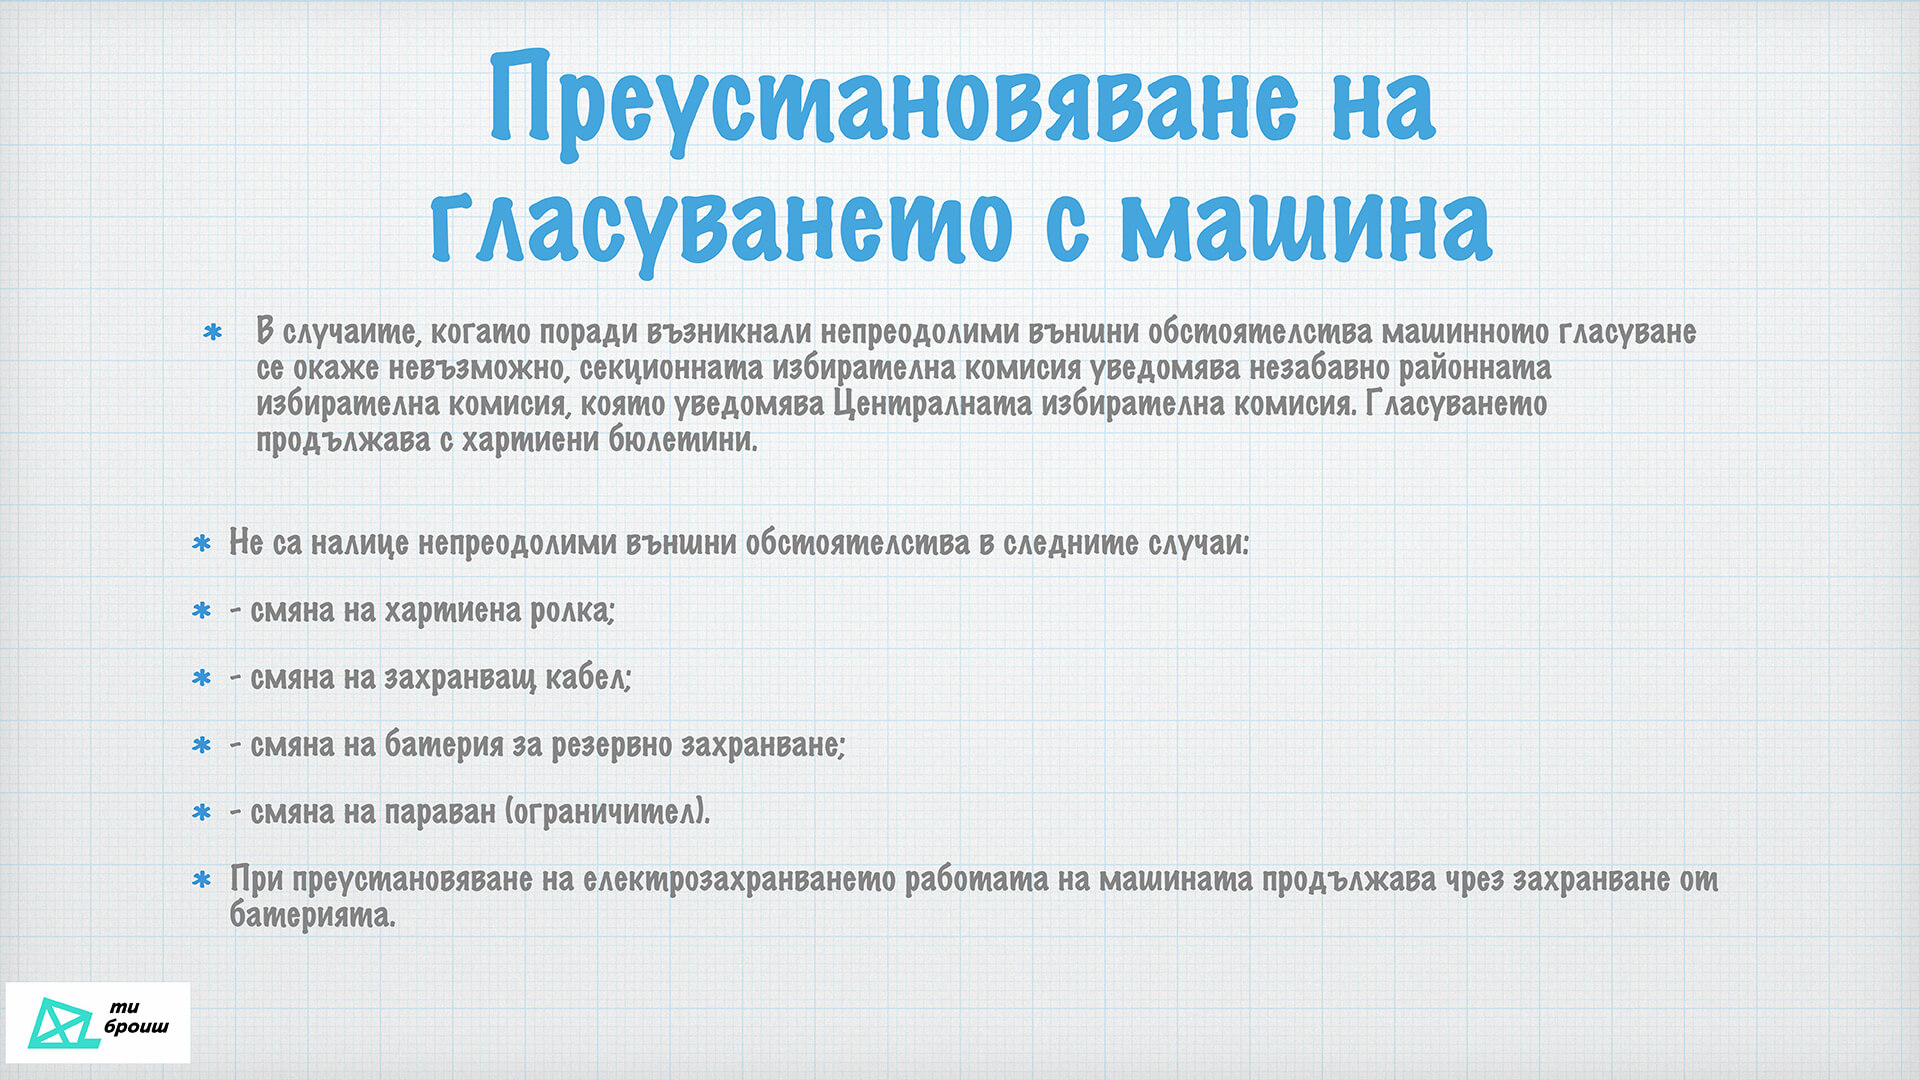 Преустановяване на
гласуването с машина
* В случаите, когато поради възникнали непреодолими външни обстоятелства машинното гласуване
се окаже невъзможно, секционната избирателна комисия уведомява незабавно районната
избирателна комисия, която уведомява Централната избирателна комисия. Гласуването
продължава с хартиени бюлетини.
* Не са налице непреодолими външни обстоятелства в следните случаи:
* - смяна на хартиена ролка;
* - смяна на захранващ кабел;
* - смяна на батерия за резервно захранване;
* - смяна на параван (ограничител).
* При преустановяване на електрозахранването работата на машината продължава чрез захранване от
батерията.
ти
броиш